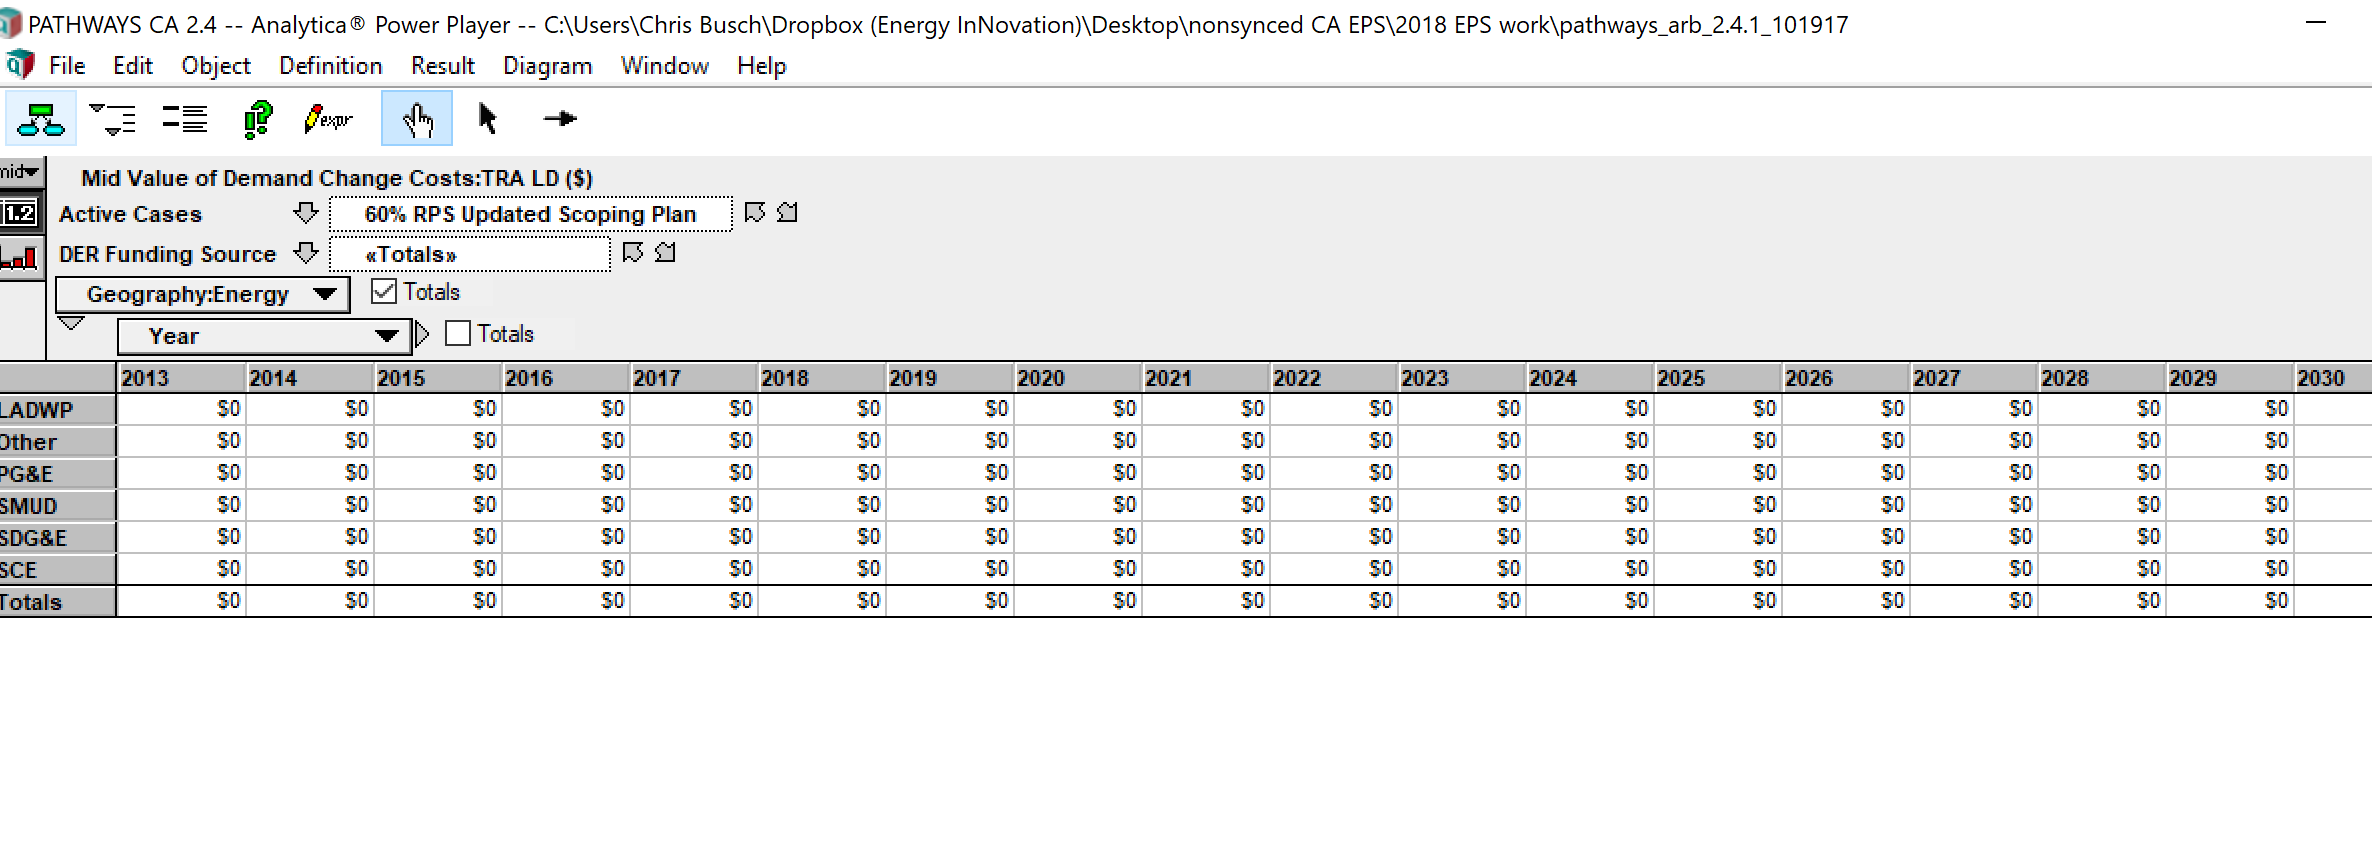 PATHWAYS CA 2.4 -- Analytica® Power Player -- C:\Users\Chris Busch\Dropbox (Energy InNovation)\Desktop\nonsynced CA EPS\2018 EPS work\pathways_arb_2.4.1_101917
File Edit Object Definition Result Diagram Window Help
expr
mid
Mid Value of Demand Change Costs:TRA LD ($)
1.2
Active Cases 60% RPS Updated Scoping Plan
DER Funding Source «Totals»
Geography:Energy Totals
Year Totals
2013 2014 2015 2016 2017 2018 2019 2020 2021 2022 2023 2024 2025 2026 2027 2028 2029 2030
LADWP $0 $0 $0 $0 $0 $0 $0 $0 $0 $0 $0 $0 $0 $0 $0 $0 $0
Other $0 $0 $0 $0 $0 $0 $0 $0 $0 $0 $0 $0 $0 $0 $0 $0 $0
PG&E $0 $0 $0 $0 $0 $0 $0 $0 $0 $0 $0 $0 $0 $0 $0 $0 $0
SMUD $0 $0 $0 $0 $0 $0 $0 $0 $0 $0 $0 $0 $0 $0 $0 $0 $0
SDG&E $0 $0 $0 $0 $0 $0 $0 $0 $0 $0 $0 $0 $0 $0 $0 $0 $0
SCE $0 $0 $0 $0 $0 $0 $0 $0 $0 $0 $0 $0 $0 $0 $0 $0 $0
Totals $0 $0 $0 $0 $0 $0 $0 $0 $0 $0 $0 $0 $0 $0 $0 $0 $0